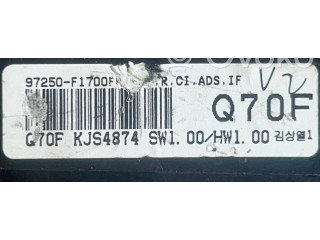 97250-F1700F R.CI.ADS.IF
V2
Q70F
Q70F KJS4874 SW1.00/HW1.00 김상열1